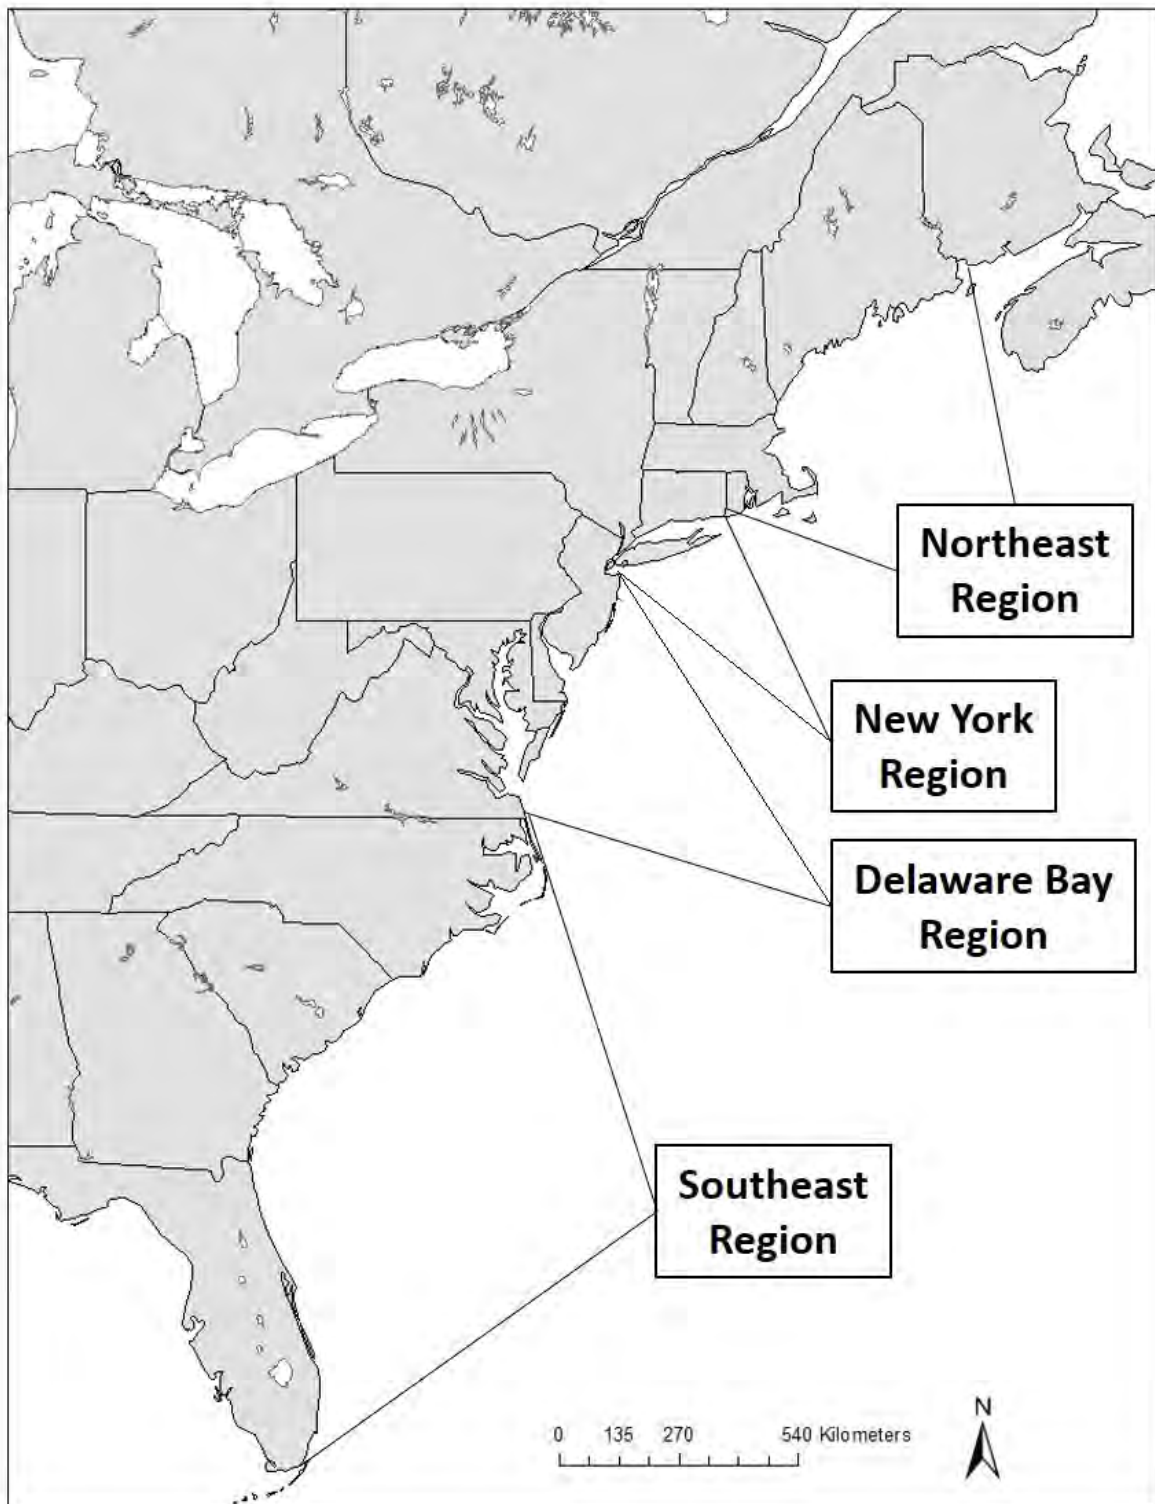 Northeast
Region
New York
Region
Delaware Bay
Region
Southeast
Region
N
0 135 270 540 Kilometers